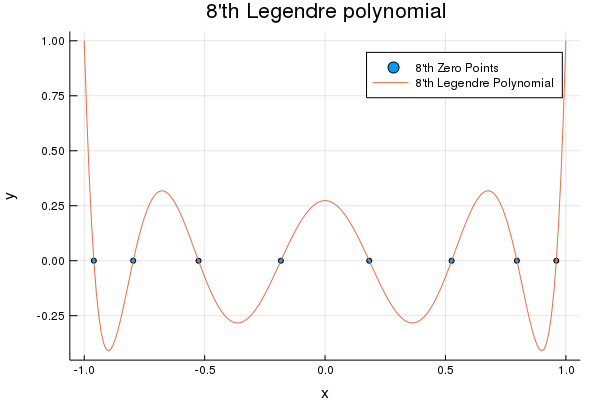 8'th Legendre polynomial
1.00
0.75
0.50
0.25
0.00
-0.25
y
8'th Zero Points
8'th Legendre Polynomial
-1.0 -0.5 0.0 0.5 1.0
x